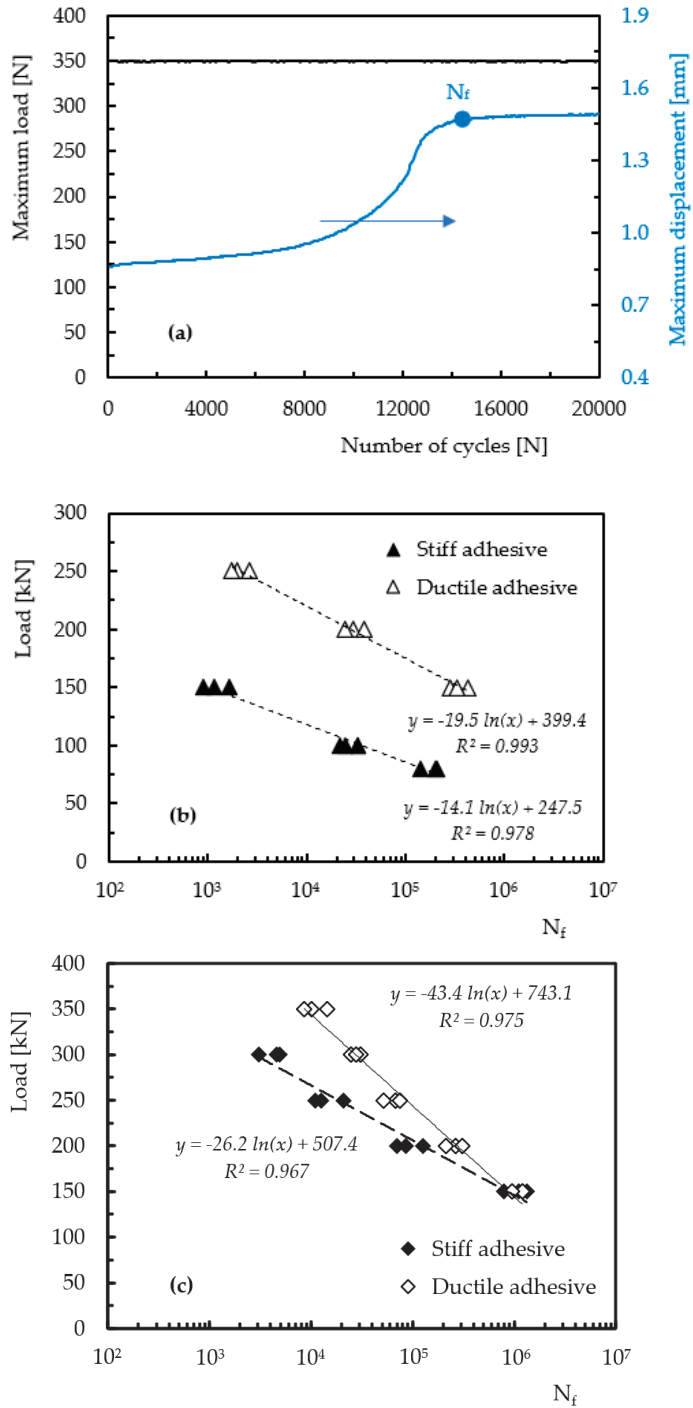 400
350
300
250
200
150
100
50
0
Maximum load [N]
1.9
1.6
1.3
1.0
0.7
0.4
Maximum displacement [mm]
Nf
(a)
0 4000 8000 12000 16000 20000
Number of cycles [N]
300
250
200
150
100
50
0
Load [kN]
Stiff adhesive
Ductile adhesive
y = -19.5 ln(x) + 399.4
R² = 0.993
y = -14.1 ln(x) + 247.5
R² = 0.978
(b)
10² 10³ 10⁴ 10⁵ 10⁶ 10⁷
Nf
400
350
300
250
200
150
100
50
0
Load [kN]
y = -43.4 ln(x) + 743.1
R² = 0.975
y = -26.2 ln(x) + 507.4
R² = 0.967
Stiff adhesive
Ductile adhesive
(c)
10² 10³ 10⁴ 10⁵ 10⁶ 10⁷
Nf